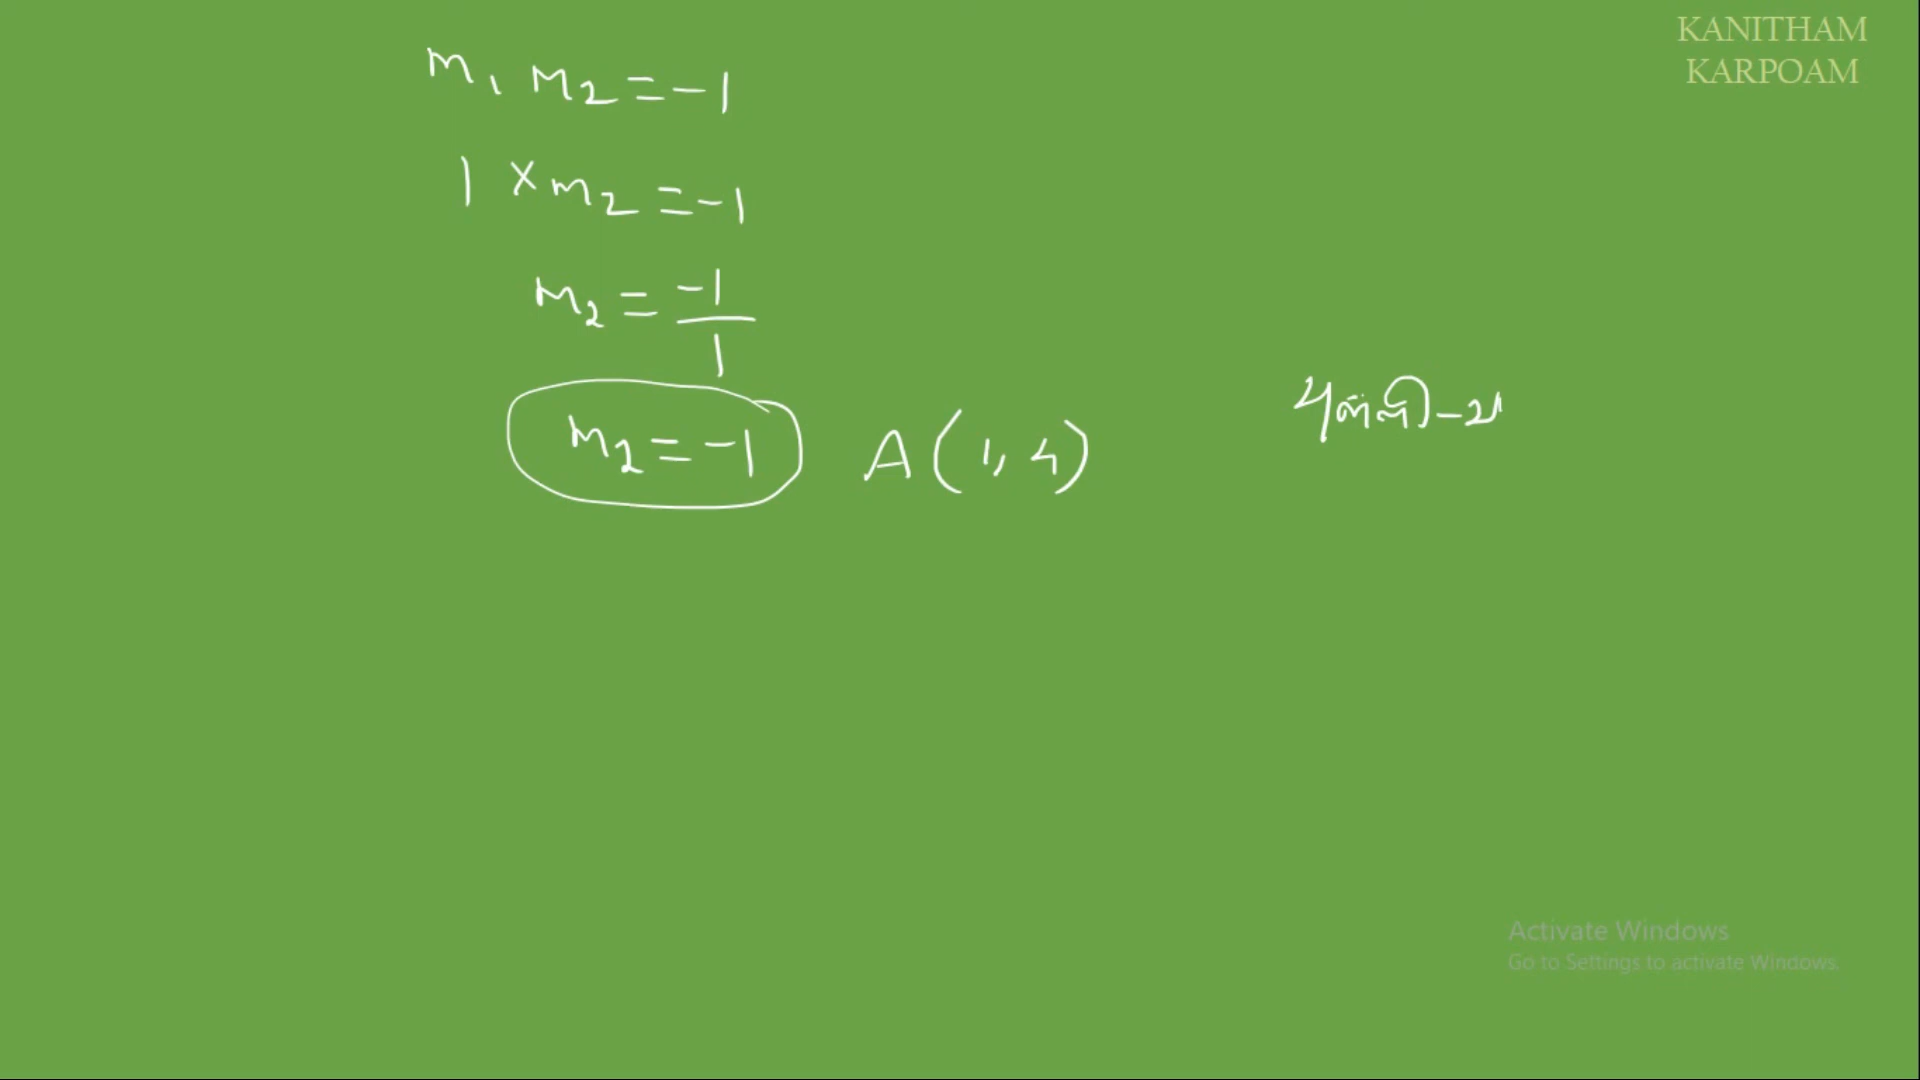 KANITHAM
KARPOAM
m₁ m₂ = -1
1 × m₂ = -1
m₂ = -1/1
m₂ = -1 A(1, 4)
புள்ளி - சா
Activate Windows
Go to Settings to activate Windows.